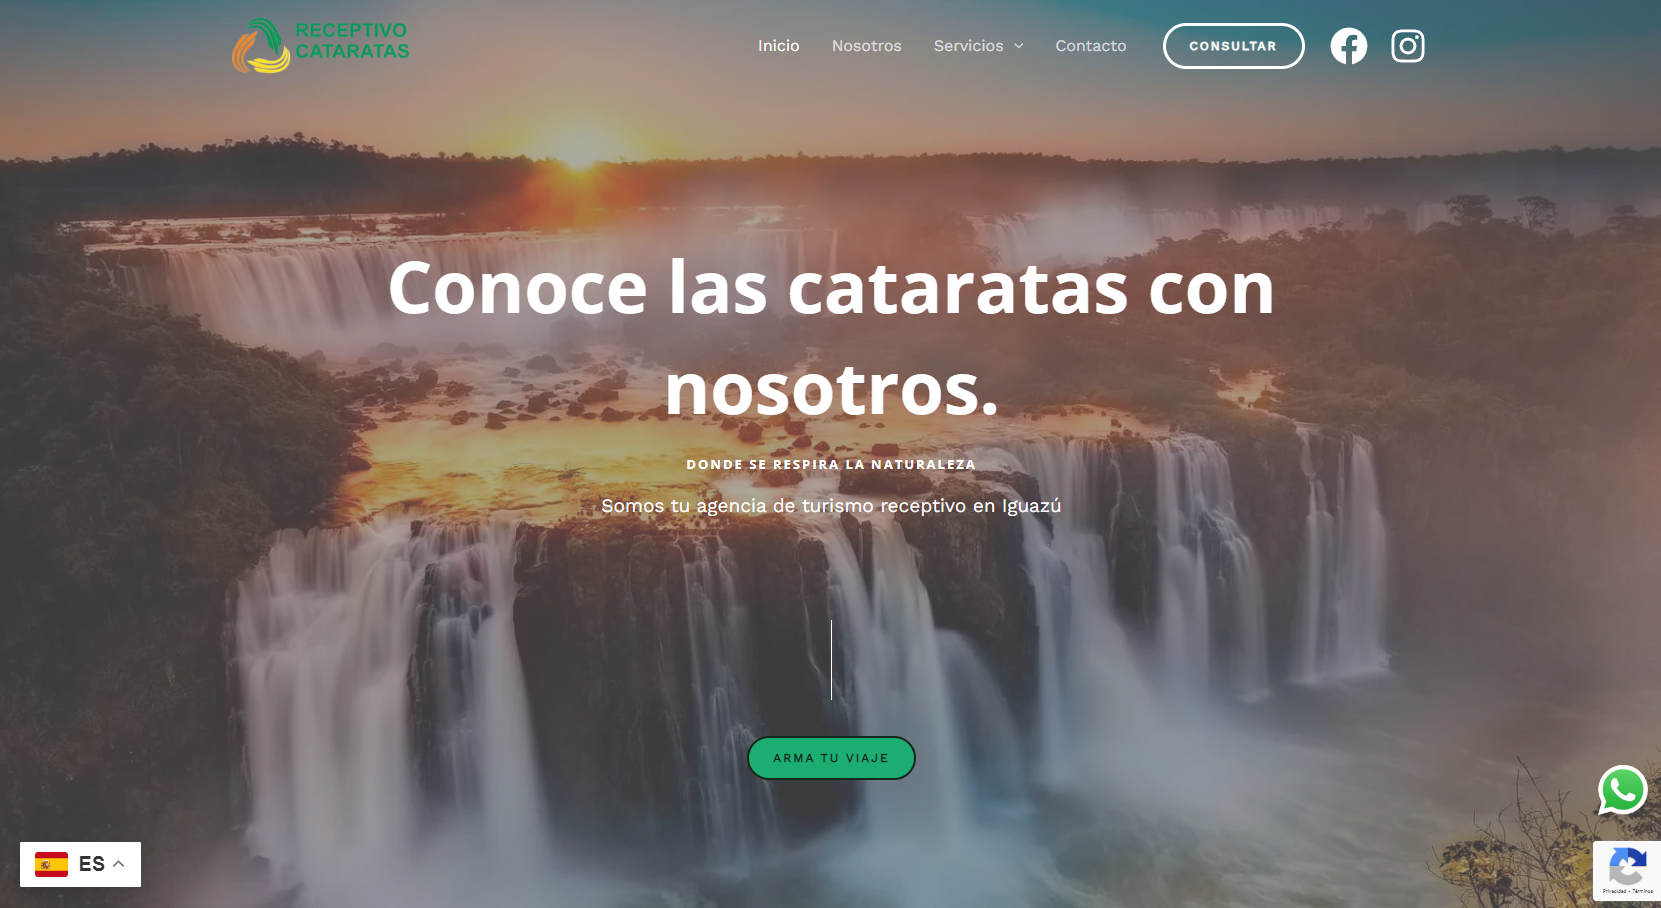 RECEPTIVO
CATARATAS
Inicio
Nosotros
Servicios
Contacto
CONSULTAR
Conoce las cataratas con
nosotros.
DONDE SE RESPIRA LA NATURALEZA
Somos tu agencia de turismo receptivo en Iguazú
ARMA TU VIAJE
ES
Privacidad - Términos